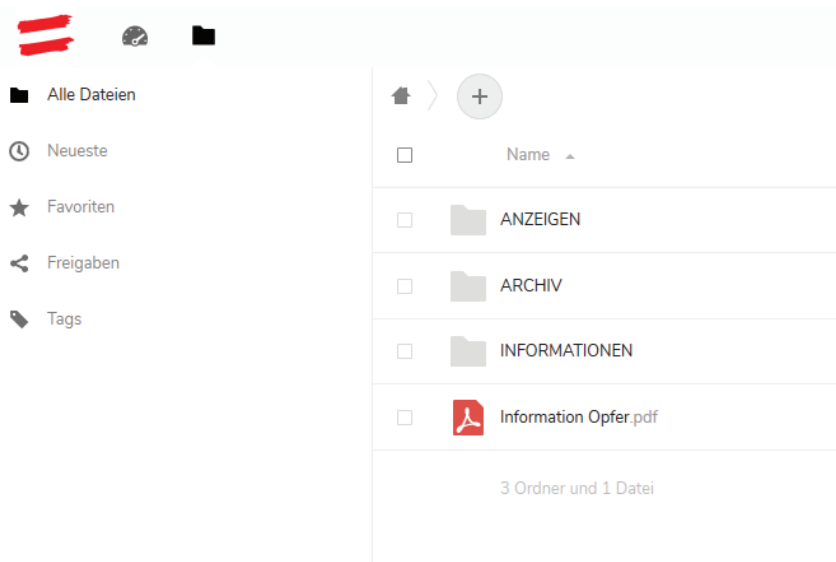 Alle Dateien
Neueste
Favoriten
Freigaben
Tags
Name
ANZEIGEN
ARCHIV
INFORMATIONEN
Information Opfer.pdf
3 Ordner und 1 Datei